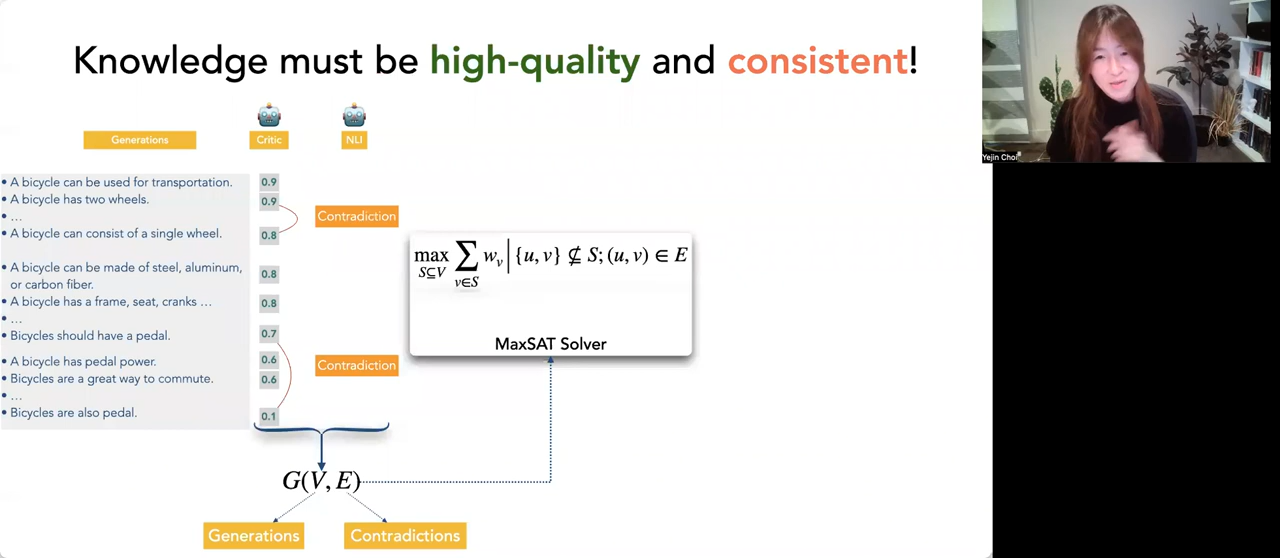 Knowledge must be high-quality and consistent!
Generations
Critic
NLI
• A bicycle can be used for transportation.
0.9
• A bicycle has two wheels.
0.9
• ...
Contradiction
• A bicycle can consist of a single wheel.
0.8
• A bicycle can be made of steel, aluminum,
or carbon fiber.
0.8
• A bicycle has a frame, seat, cranks ...
0.8
• ...
• Bicycles should have a pedal.
0.7
• A bicycle has pedal power.
0.6
Contradiction
• Bicycles are a great way to commute.
0.6
• ...
• Bicycles are also pedal.
0.1
max S⊆V ∑ v∈S w_v | {u, v} ⊈ S; (u, v) ∈ E
MaxSAT Solver
G(V, E)
Generations
Contradictions
Yejin Choi